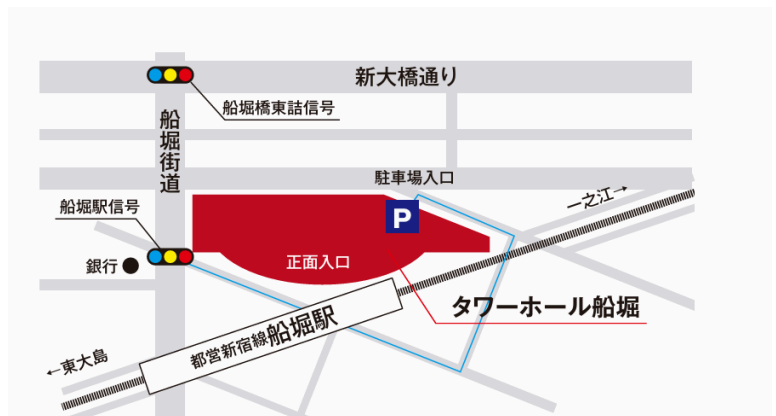 新大橋通り
船堀橋東詰信号
船堀街道
駐車場入口
一之江→
船堀駅信号
P
銀行
正面入口
タワーホール船堀
都営新宿線船堀駅
←東大島